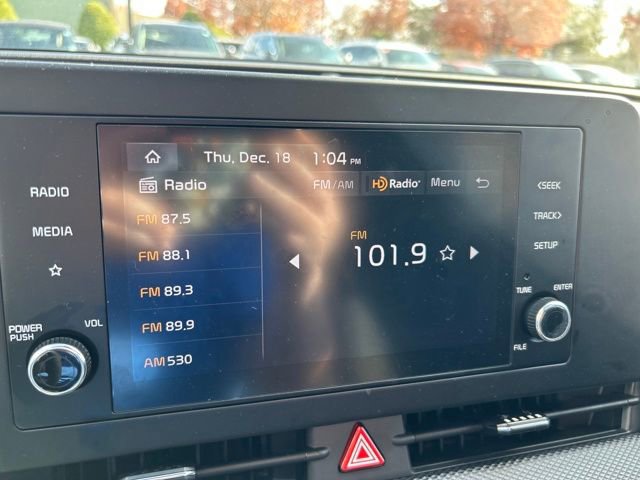 Thu, Dec. 18 1:04 PM
Radio FM/AM HD Radio Menu
FM 87.5
FM 88.1
FM 89.3
FM 89.9
AM 530
FM
101.9
RADIO
MEDIA
POWER PUSH VOL
<SEEK
TRACK>
SETUP
TUNE ENTER
FILE